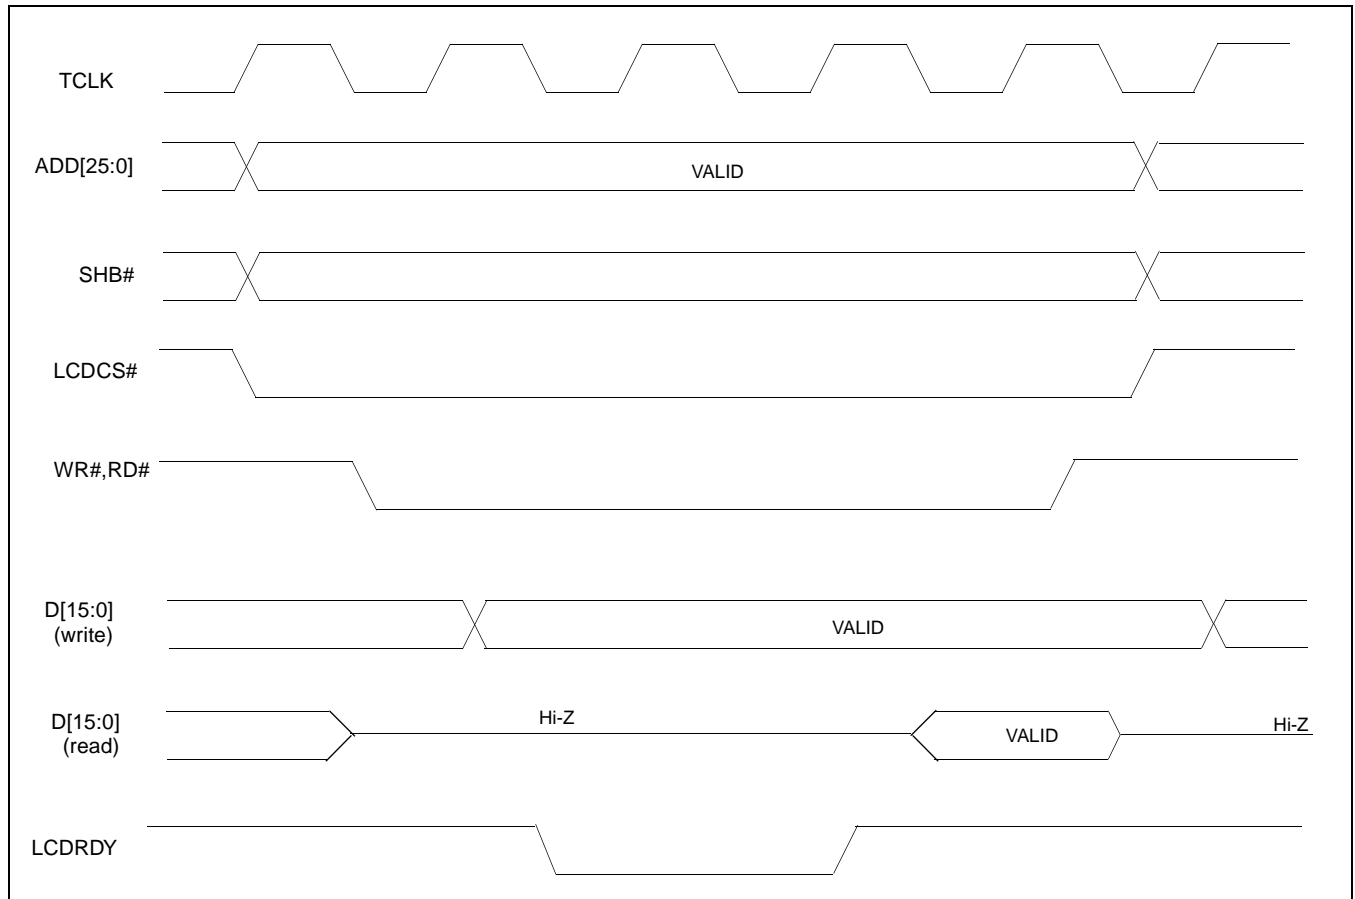 TCLK
ADD[25:0]
VALID
SHB#
LCDCS#
WR#,RD#
D[15:0]
(write)
VALID
D[15:0]
(read)
Hi-Z
VALID
Hi-Z
LCDRDY